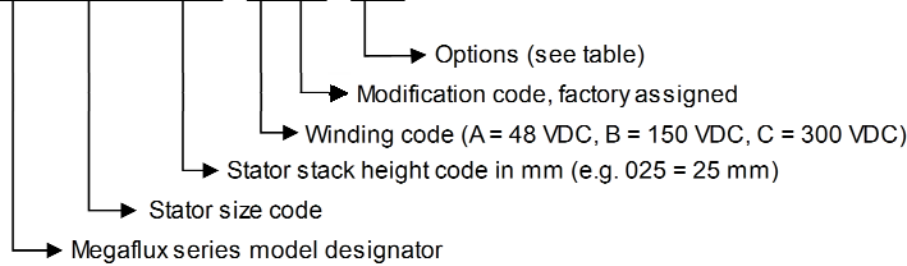 Options (see table)
Modification code, factory assigned
Winding code (A = 48 VDC, B = 150 VDC, C = 300 VDC)
Stator stack height code in mm (e.g. 025 = 25 mm)
Stator size code
Megaflux series model designator